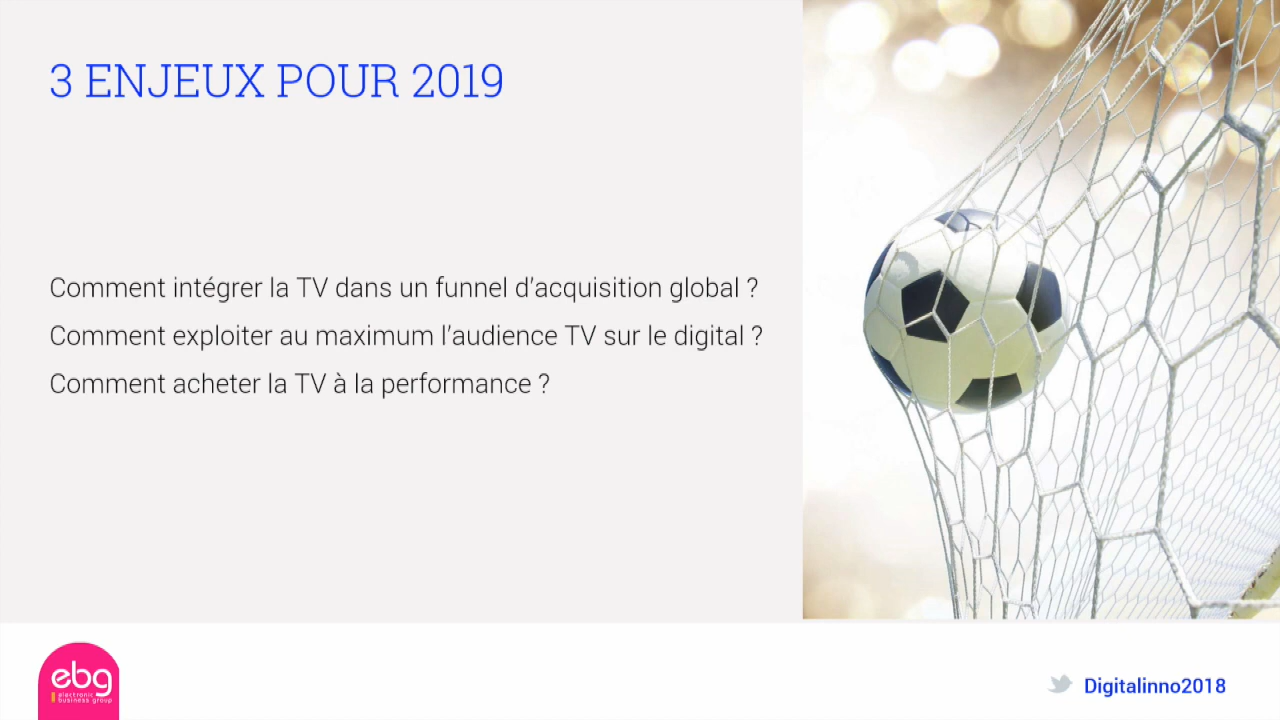 3 ENJEUX POUR 2019
Comment intégrer la TV dans un funnel d’acquisition global ?
Comment exploiter au maximum l’audience TV sur le digital ?
Comment acheter la TV à la performance ?
ebg
electronic
business group
Digitalinno2018